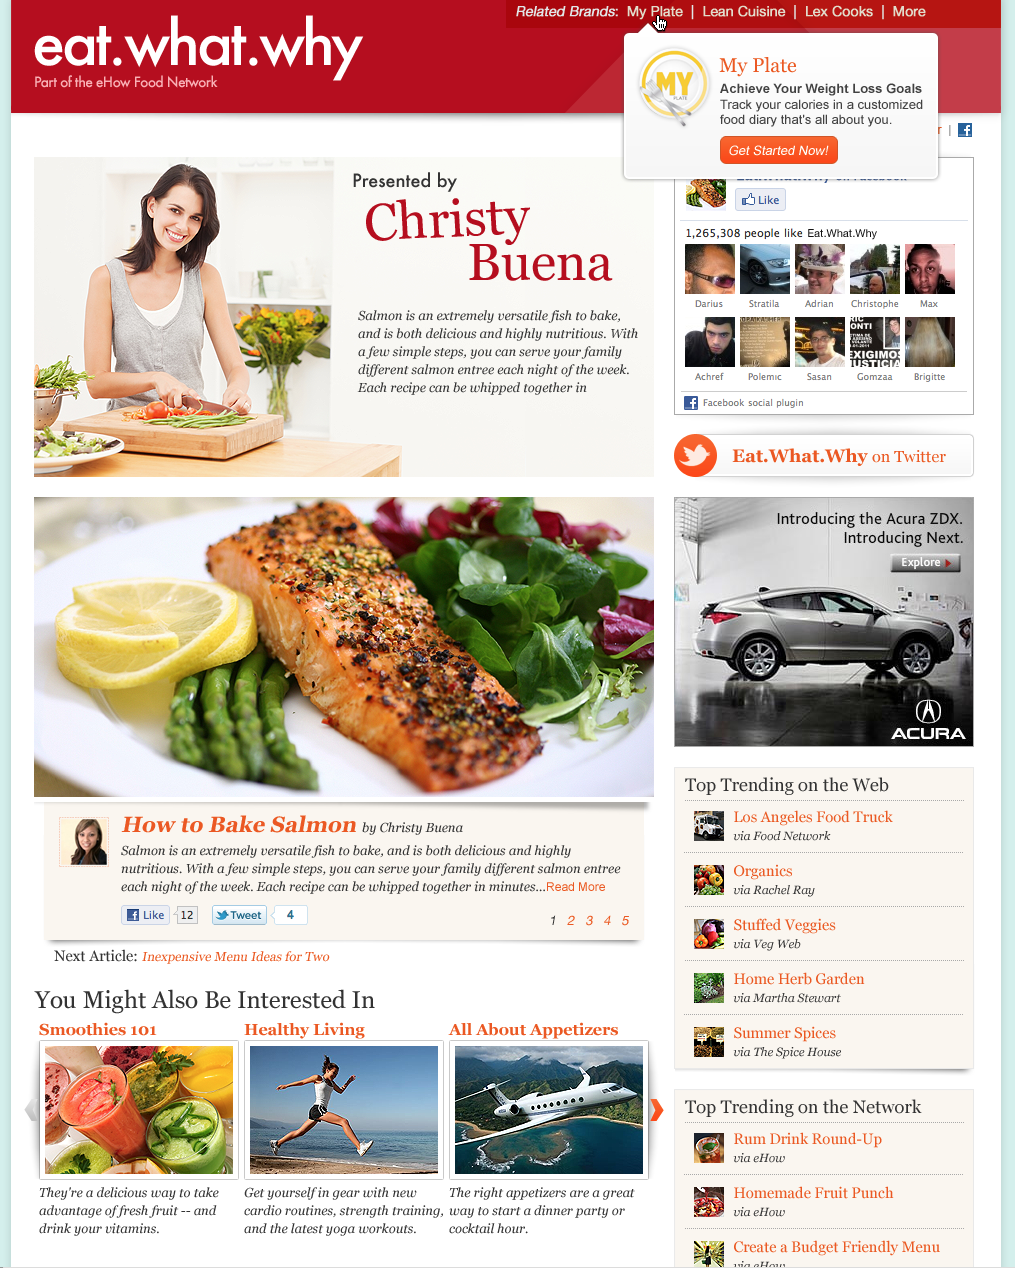 Related Brands: My Plate | Lean Cuisine | Lex Cooks | More
eat.what.why
Part of the eHow Food Network
My Plate
MY
PLATE
Achieve Your Weight Loss Goals
Track your calories in a customized
food diary that's all about you.
Get Started Now!
Presented by
Christy
Buena
Salmon is an extremely versatile fish to bake,
and is both delicious and highly nutritious. With
a few simple steps, you can serve your family
different salmon entree each night of the week.
Each recipe can be whipped together in
Like
1,265,308 people like Eat.What.Why
Darius Stratila Adrian Christophe Max
Achref Polemic Sasan Gomzaa Brigitte
Facebook social plugin
Eat.What.Why on Twitter
Introducing the Acura ZDX.
Introducing Next.
Explore
ACURA
How to Bake Salmon by Christy Buena
Salmon is an extremely versatile fish to bake, and is both delicious and highly
nutritious. With a few simple steps, you can serve your family different salmon entree
each night of the week. Each recipe can be whipped together in minutes...Read More
Like 12 Tweet 4
1 2 3 4 5
Next Article: Inexpensive Menu Ideas for Two
You Might Also Be Interested In
Smoothies 101
They're a delicious way to take
advantage of fresh fruit -- and
drink your vitamins.
Healthy Living
Get yourself in gear with new
cardio routines, strength training,
and the latest yoga workouts.
All About Appetizers
The right appetizers are a great
way to start a dinner party or
cocktail hour.
Top Trending on the Web
Los Angeles Food Truck
via Food Network
Organics
via Rachel Ray
Stuffed Veggies
via Veg Web
Home Herb Garden
via Martha Stewart
Summer Spices
via The Spice House
Top Trending on the Network
Rum Drink Round-Up
via eHow
Homemade Fruit Punch
via eHow
Create a Budget Friendly Menu
via eHow